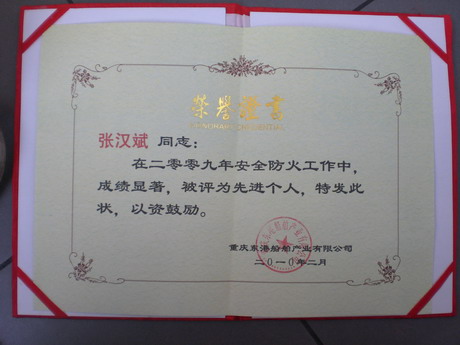 荣誉证书
HONORARY CREDENTIAL
张汉斌 同志：
在二零零九年安全防火工作中，
成绩显著，被评为先进个人，特发此
状，以资鼓励。
重庆东港船舶产业有限公司
二〇一〇年二月